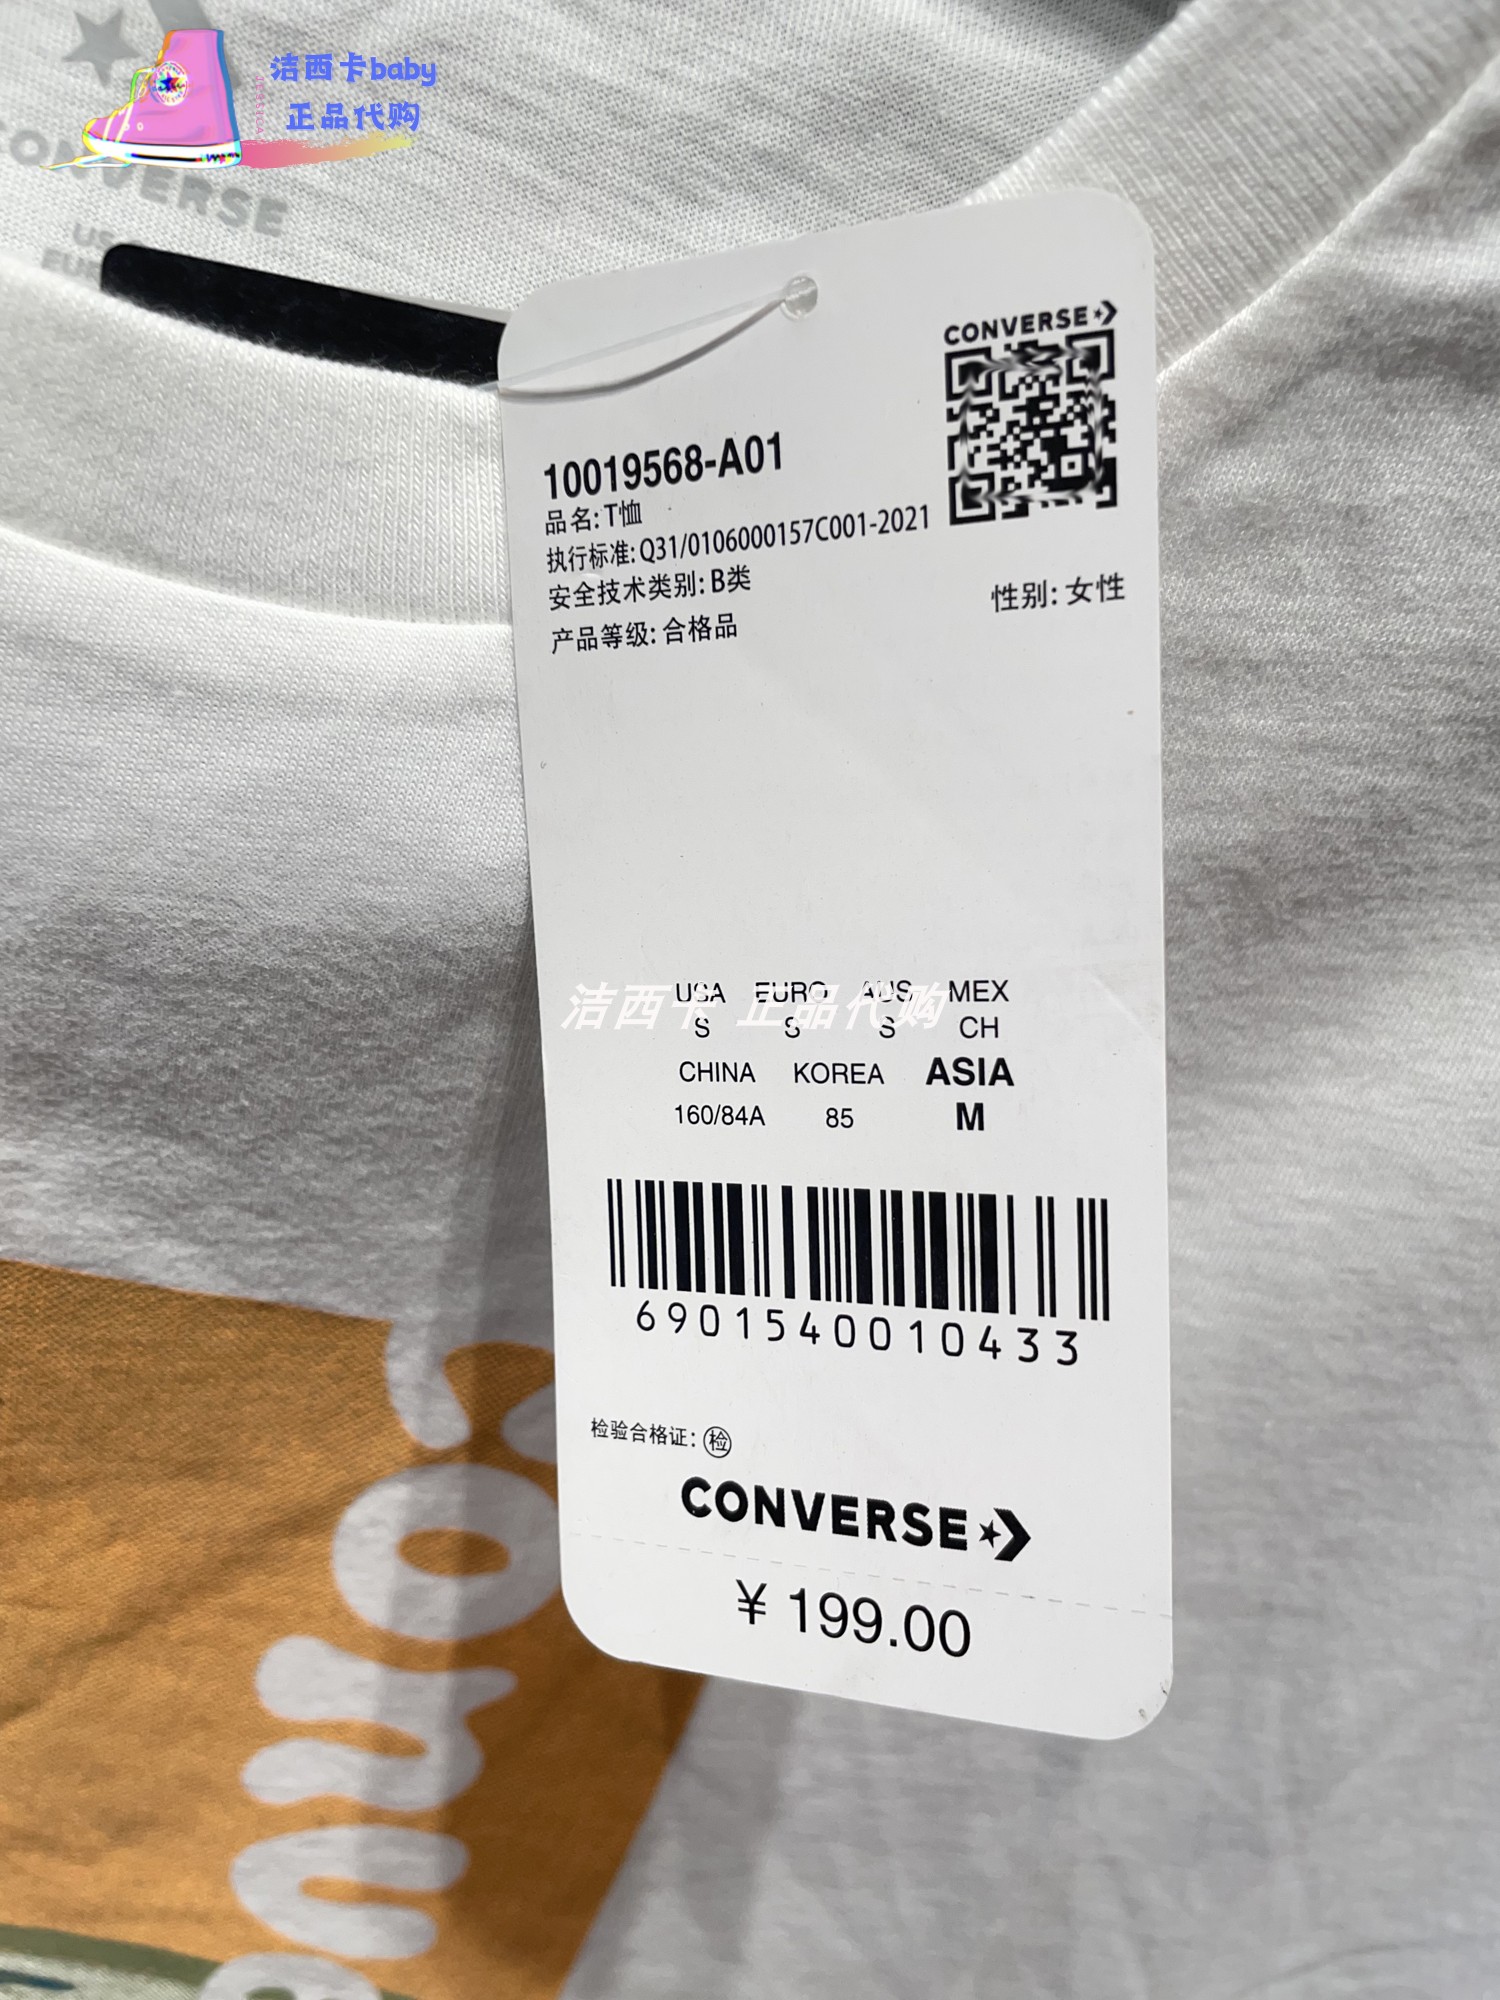 洁西卡baby
正品代购
CONVERSE
US
EUR
CONVERSE
10019568-A01
品名: T恤
执行标准: Q31/0106000157C001-2021
安全技术类别: B类
性别: 女性
产品等级: 合格品
USA EURO AUS MEX
洁西卡 正品代购
S S S CH
CHINA KOREA ASIA
160/84A 85 M
6901540010433
检验合格证: 检
CONVERSE
¥ 199.00